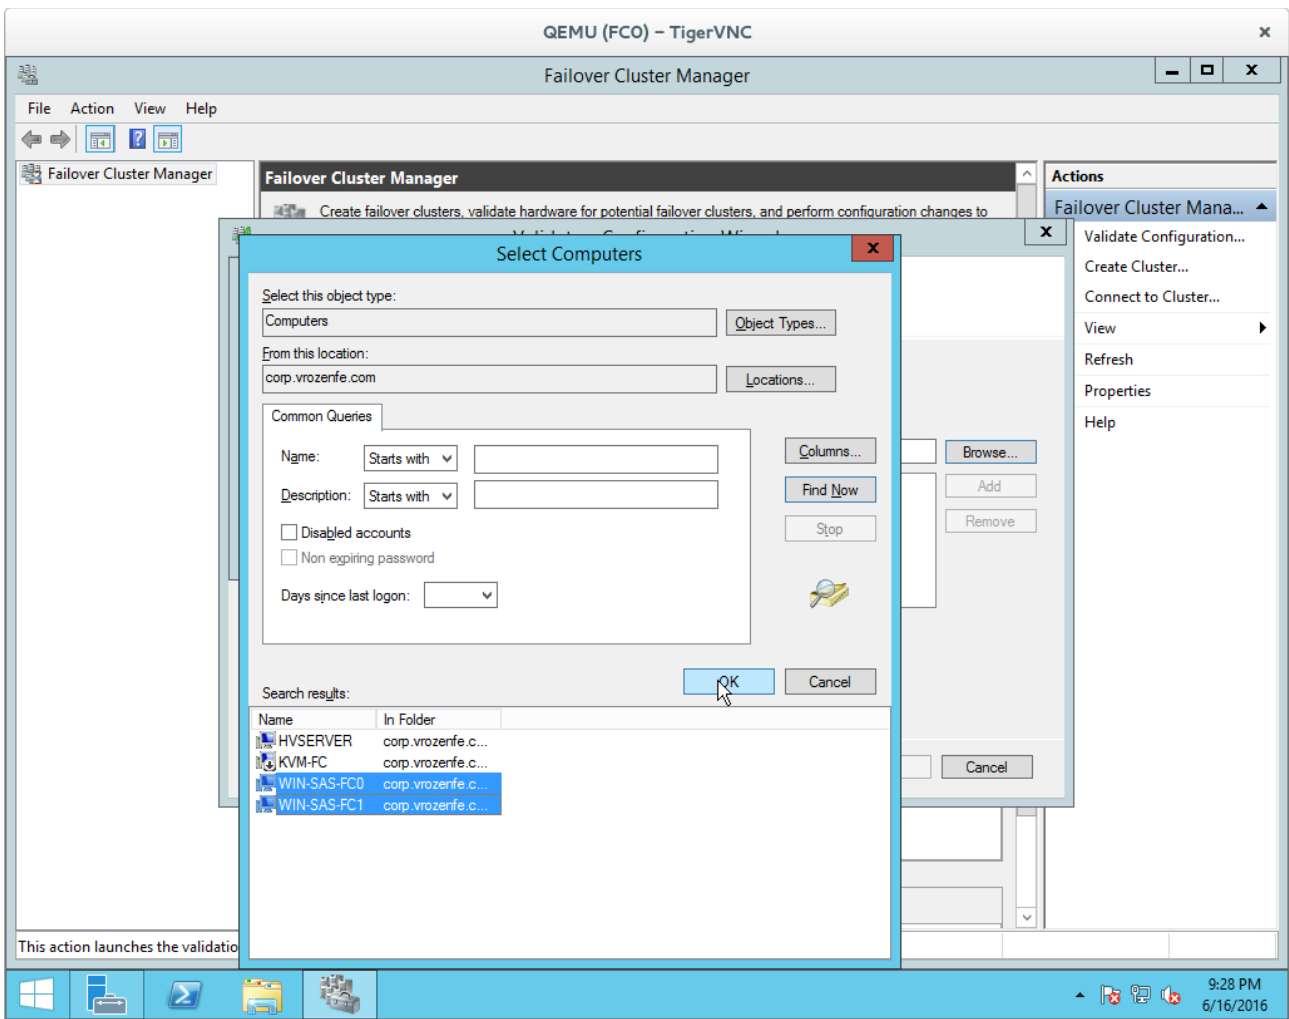 QEMU (FC0) – TigerVNC
Failover Cluster Manager
File Action View Help
Failover Cluster Manager
Failover Cluster Manager
Create failover clusters, validate hardware for potential failover clusters, and perform configuration changes to
Actions
Failover Cluster Mana...
Validate Configuration...
Create Cluster...
Connect to Cluster...
View
Refresh
Properties
Help
Select Computers
Select this object type:
Computers
Object Types...
From this location:
corp.vrozenfe.com
Locations...
Common Queries
Name: Starts with
Columns...
Browse...
Description: Starts with
Find Now
Add
Disabled accounts
Stop
Remove
Non expiring password
Days since last logon:
OK
Cancel
Search results:
Name In Folder
HVSERVER corp.vrozenfe.c...
KVM-FC corp.vrozenfe.c...
WIN-SAS-FC0 corp.vrozenfe.c...
WIN-SAS-FC1 corp.vrozenfe.c...
Cancel
This action launches the validatio
9:28 PM
6/16/2016